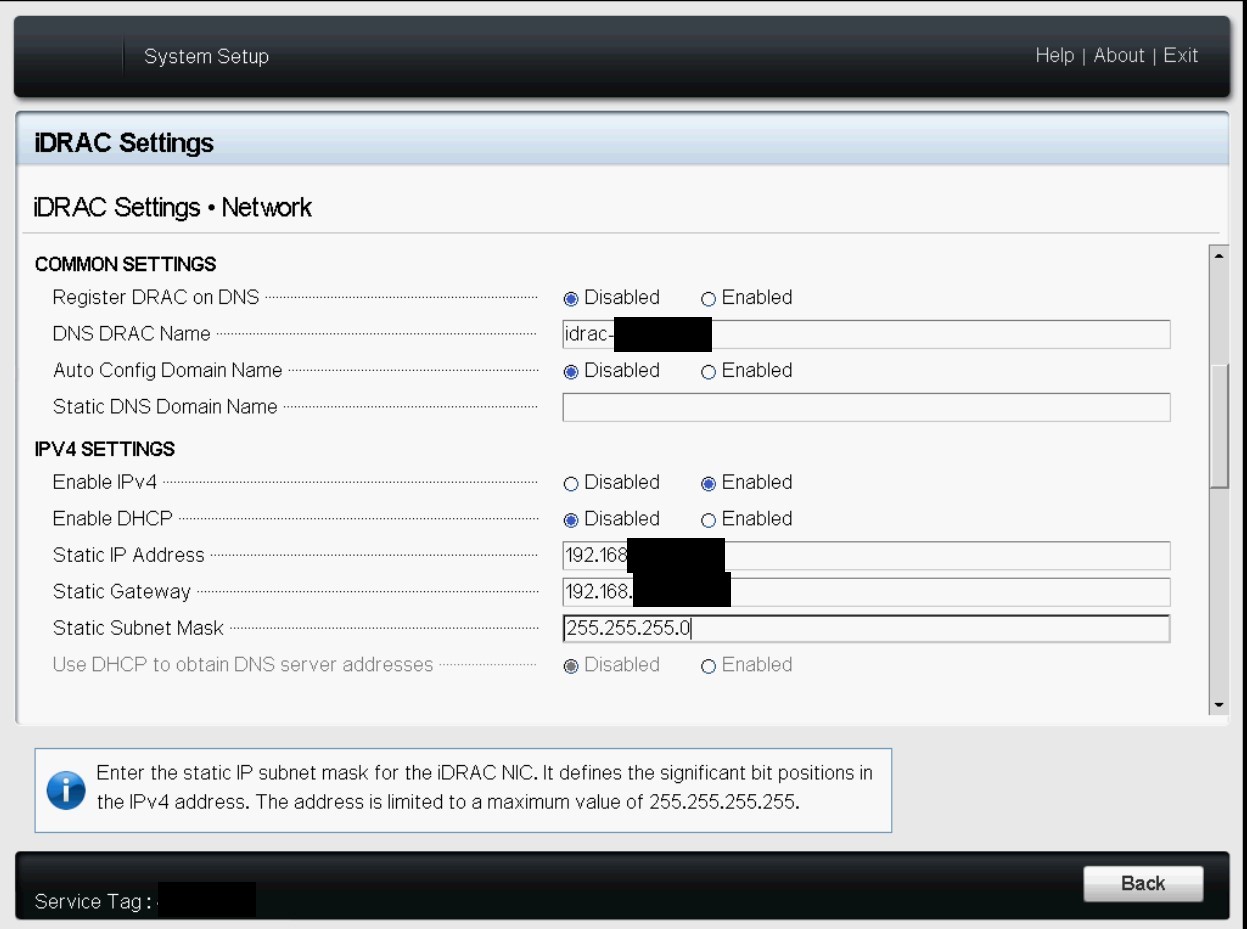 System Setup
Help | About | Exit
iDRAC Settings
iDRAC Settings • Network
COMMON SETTINGS
Register DRAC on DNS Disabled Enabled
DNS DRAC Name idrac-
Auto Config Domain Name Disabled Enabled
Static DNS Domain Name
IPV4 SETTINGS
Enable IPv4 Disabled Enabled
Enable DHCP Disabled Enabled
Static IP Address 192.168
Static Gateway 192.168.
Static Subnet Mask 255.255.255.0
Use DHCP to obtain DNS server addresses Disabled Enabled
Enter the static IP subnet mask for the iDRAC NIC. It defines the significant bit positions in
the IPv4 address. The address is limited to a maximum value of 255.255.255.255.
Back
Service Tag :